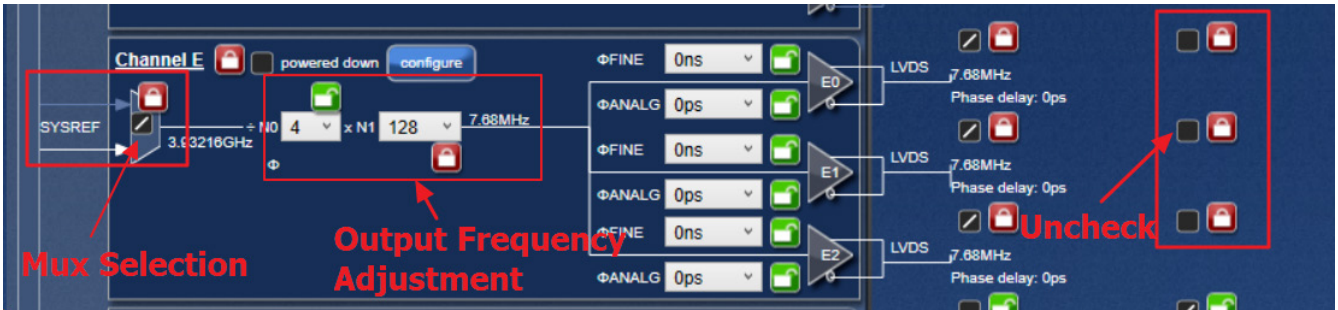 Channel E powered down configure
SYSREF
3.93216GHz
÷ N0 4 x N1 128 7.68MHz
Φ
ΦFINE 0ns
ΦANALG 0ps
E0
LVDS
7.68MHz
Phase delay: 0ps
ΦFINE 0ns
ΦANALG 0ps
E1
LVDS
7.68MHz
Phase delay: 0ps
ΦFINE 0ns
ΦANALG 0ps
E2
LVDS
7.68MHz
Phase delay: 0ps
Mux Selection
Output Frequency
Adjustment
Uncheck